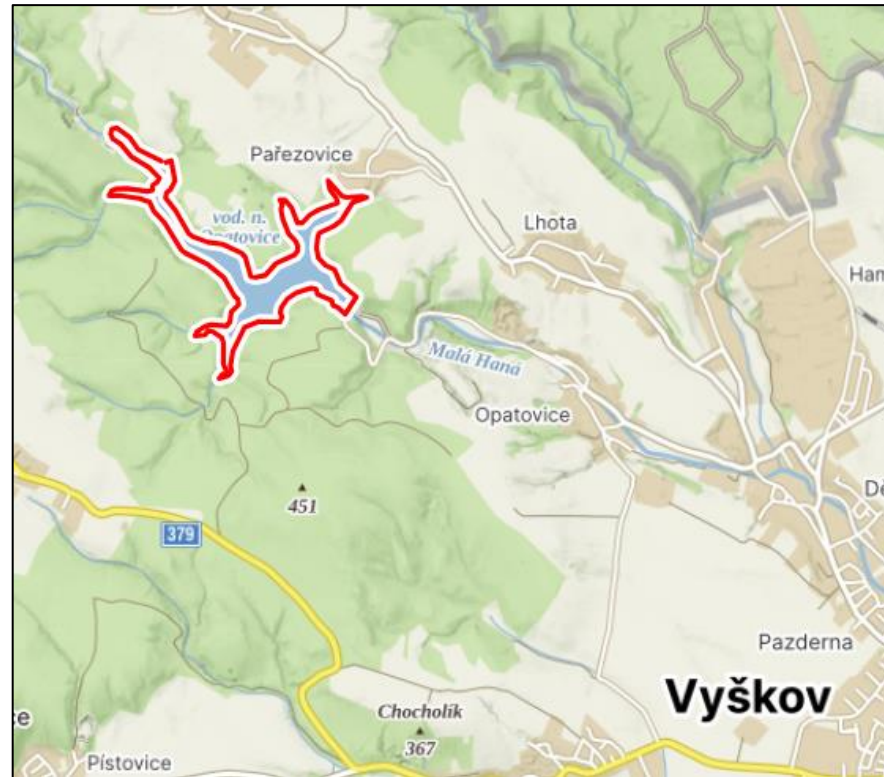 Pařezovice
vod. n.
Opatovice
Lhota
Ham
Malá Haná
Opatovice
451
379
Dě
Pazderna
Vyškov
Chocholík
367
ce
Pístovice